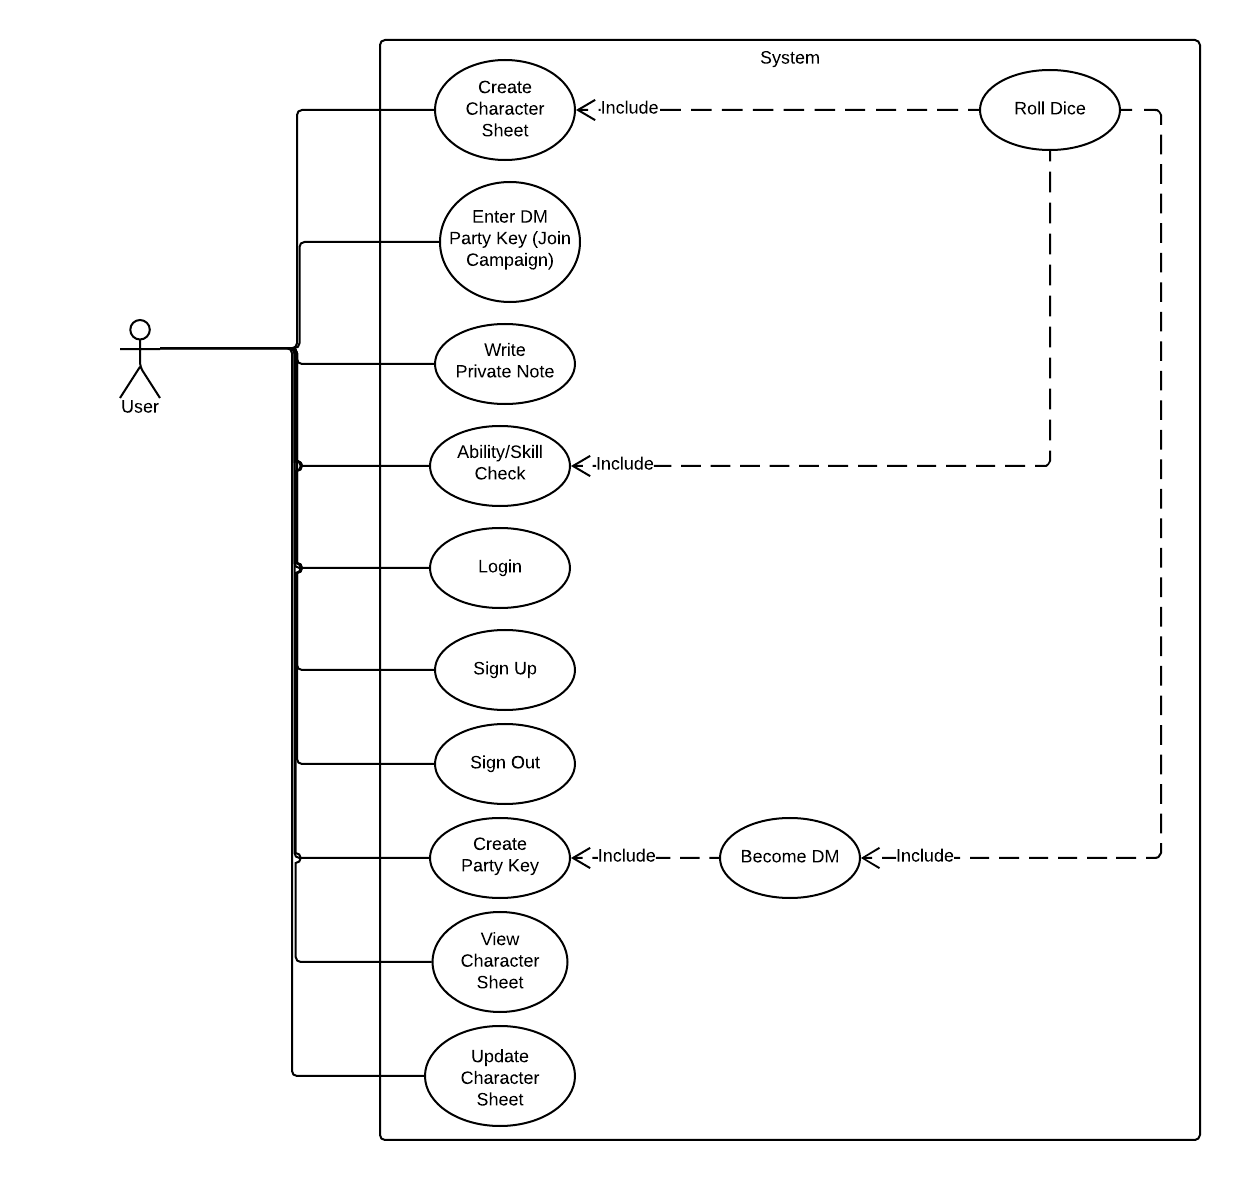 System
Create
Character
Sheet
Include
Roll Dice
Enter DM
Party Key (Join
Campaign)
Write
Private Note
User
Ability/Skill
Check
Include
Login
Sign Up
Sign Out
Create
Party Key
Include
Become DM
Include
View
Character
Sheet
Update
Character
Sheet